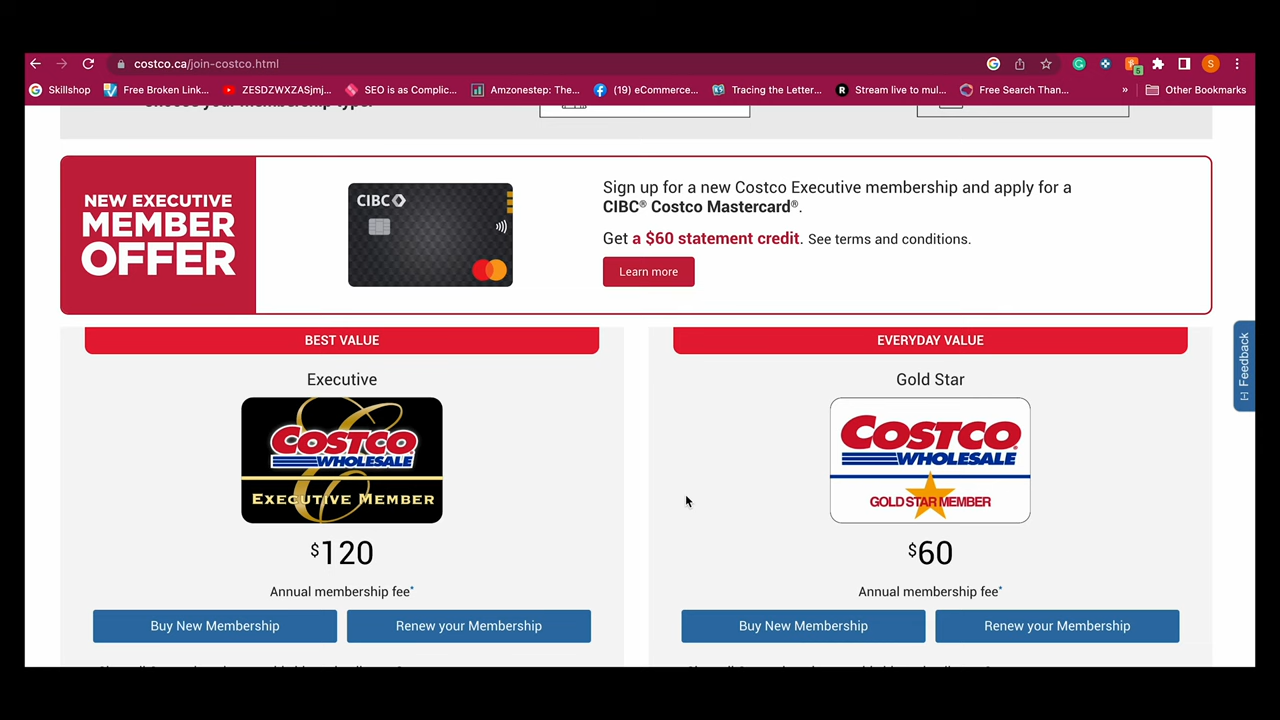 costco.ca/join-costco.html
5
S
Skillshop
Free Broken Link...
ZESDZWXZASjmj...
SEO is as Complic...
Amzonestep: The...
(19) eCommerce...
Tracing the Letter...
Stream live to mul...
Free Search Than...
»
Other Bookmarks
choose your membership type.
NEW EXECUTIVE
MEMBER
OFFER
CIBC
Sign up for a new Costco Executive membership and apply for a
CIBC® Costco Mastercard®.
Get a $60 statement credit. See terms and conditions.
Learn more
Feedback
BEST VALUE
Executive
COSTCO
WHOLESALE
EXECUTIVE MEMBER
$120
Annual membership fee*
Buy New Membership
Renew your Membership
EVERYDAY VALUE
Gold Star
COSTCO
WHOLESALE
GOLD STAR MEMBER
$60
Annual membership fee*
Buy New Membership
Renew your Membership